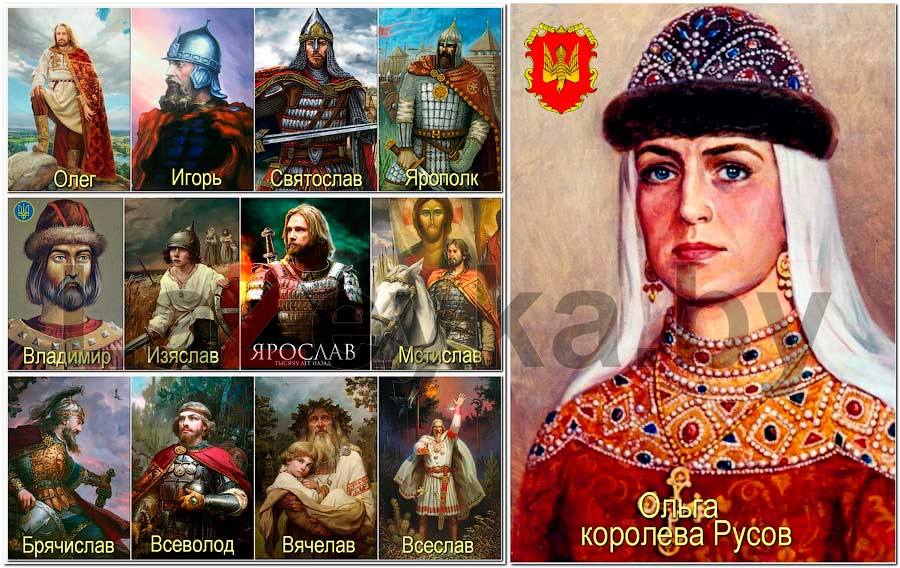 Олег
Игорь
Святослав
Ярополк
Владимир
Изяслав
ЯРОСЛАВ
ТЫСЯЧУ ЛЕТ НАЗАД
Мстислав
Брячислав
Всеволод
Вячелав
Всеслав
Ольга
королева Русов